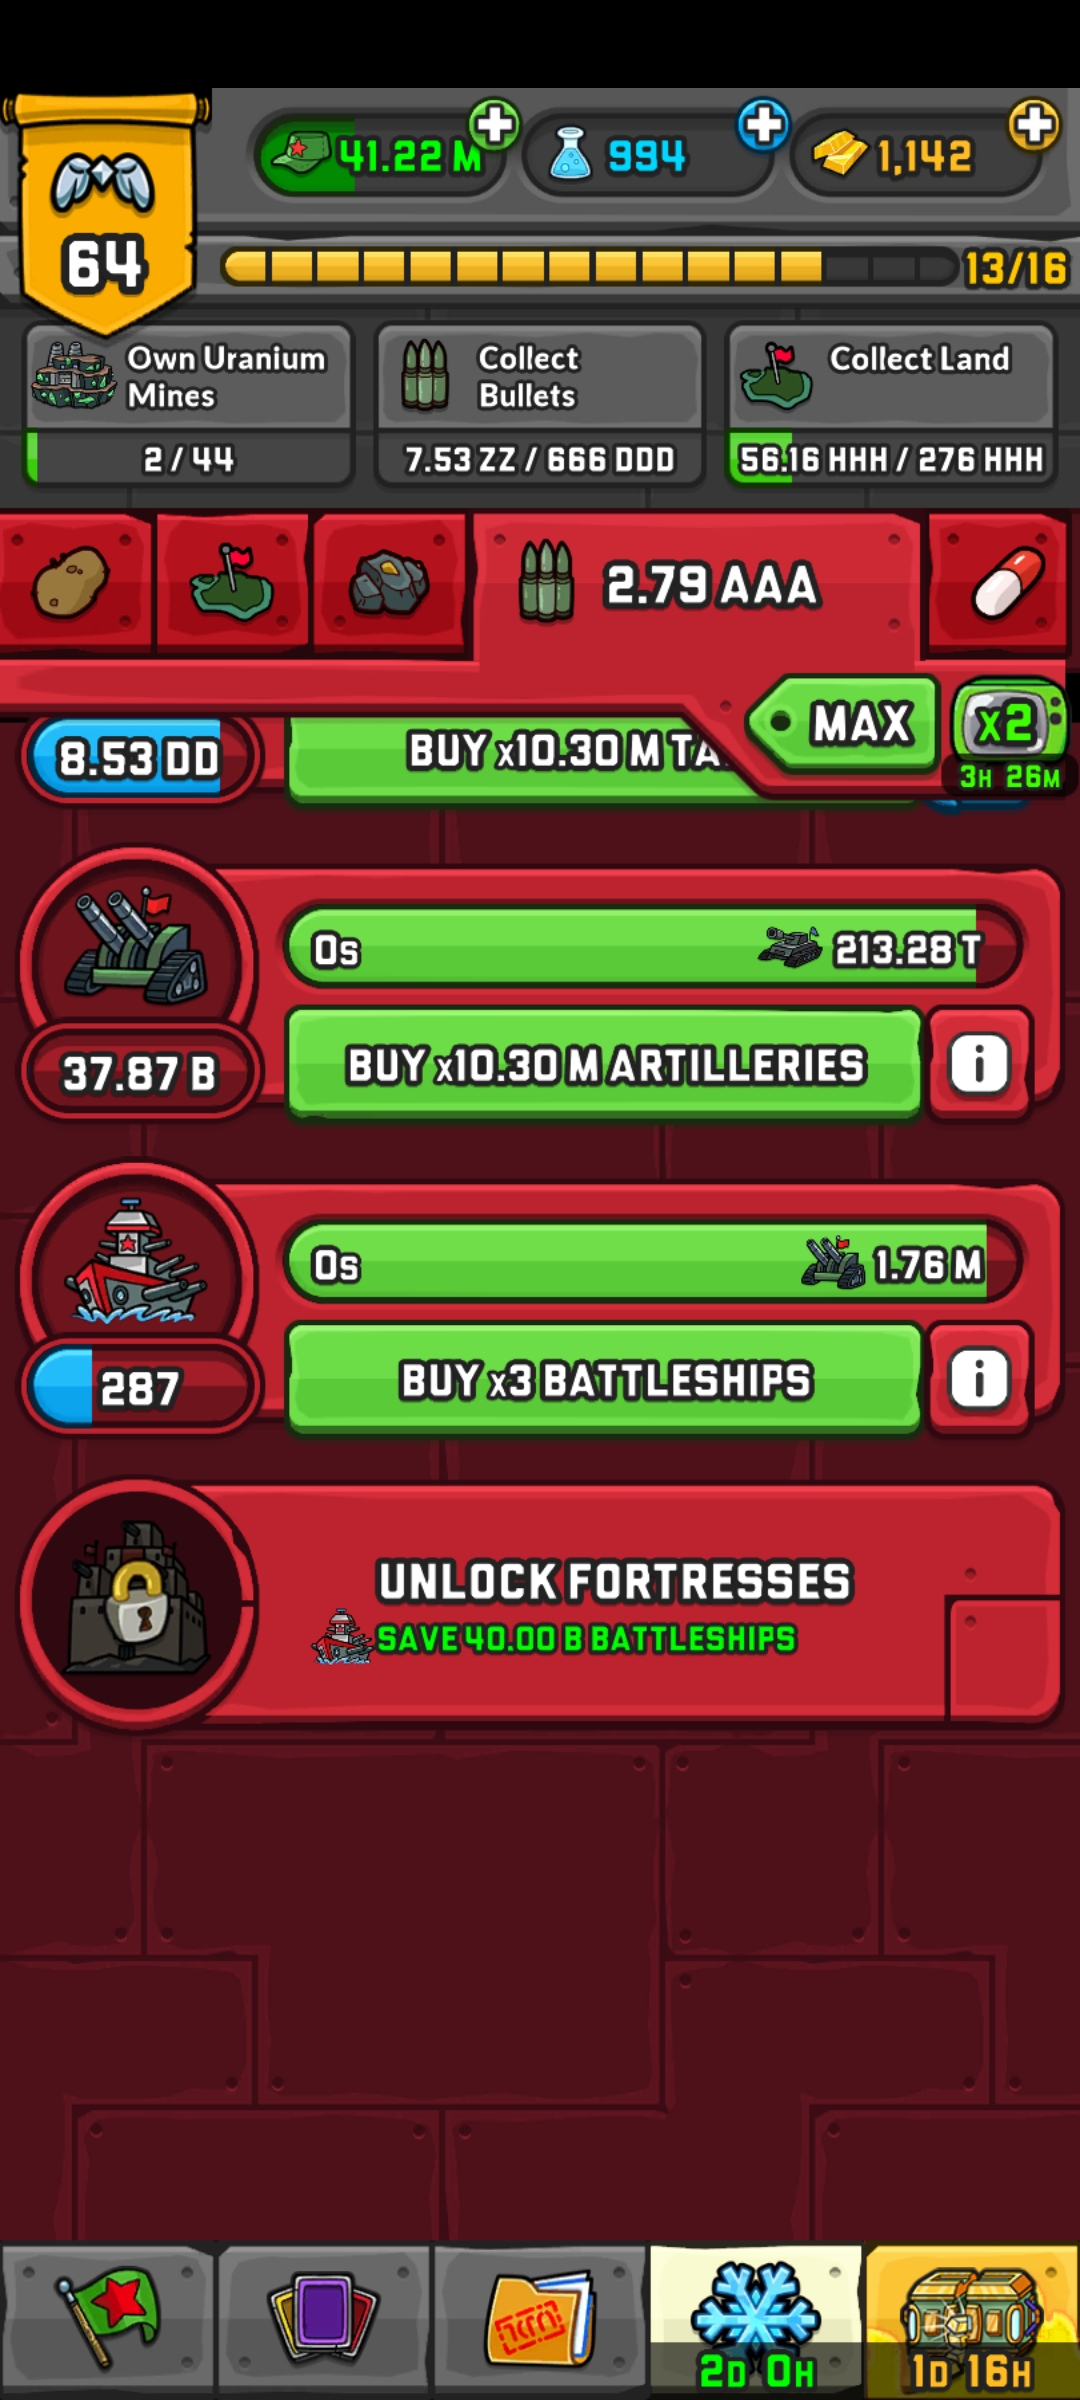 41.22 M
994
1,142
64
13/16
Own Uranium
Mines
2 / 44
Collect
Bullets
7.53 ZZ / 666 DDD
Collect Land
56.16 HHH / 276 HHH
2.79 AAA
MAX
x2
3H 26M
8.53 DD
BUY x10.30 M TA
0s
213.28 T
37.87 B
BUY x10.30 M ARTILLERIES
i
0s
1.76 M
287
BUY x3 BATTLESHIPS
i
UNLOCK FORTRESSES
SAVE 40.00 B BATTLESHIPS
2D 0H
1D 16H